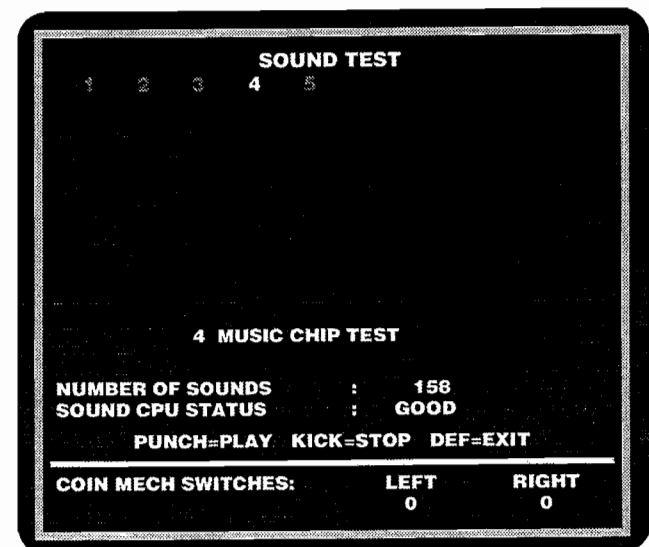 SOUND TEST
1 2 3 4 5
4 MUSIC CHIP TEST
NUMBER OF SOUNDS : 158
SOUND CPU STATUS : GOOD
PUNCH=PLAY KICK=STOP DEF=EXIT
COIN MECH SWITCHES: LEFT RIGHT
0 0